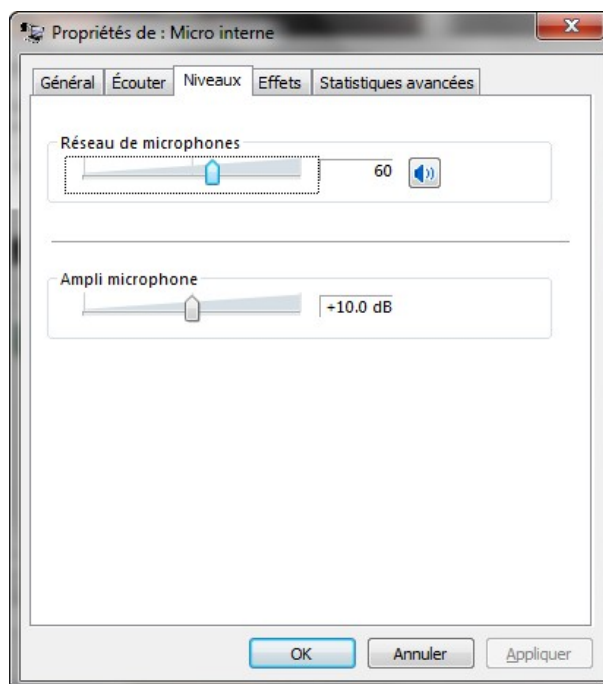 Propriétés de : Micro interne
Général Écouter Niveaux Effets Statistiques avancées
Réseau de microphones
60
Ampli microphone
+10.0 dB
OK Annuler Appliquer